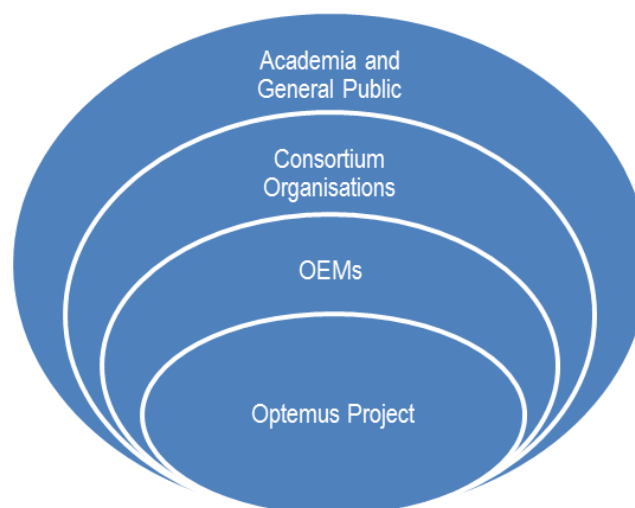 Academia and
General Public
Consortium
Organisations
OEMs
Optemus Project